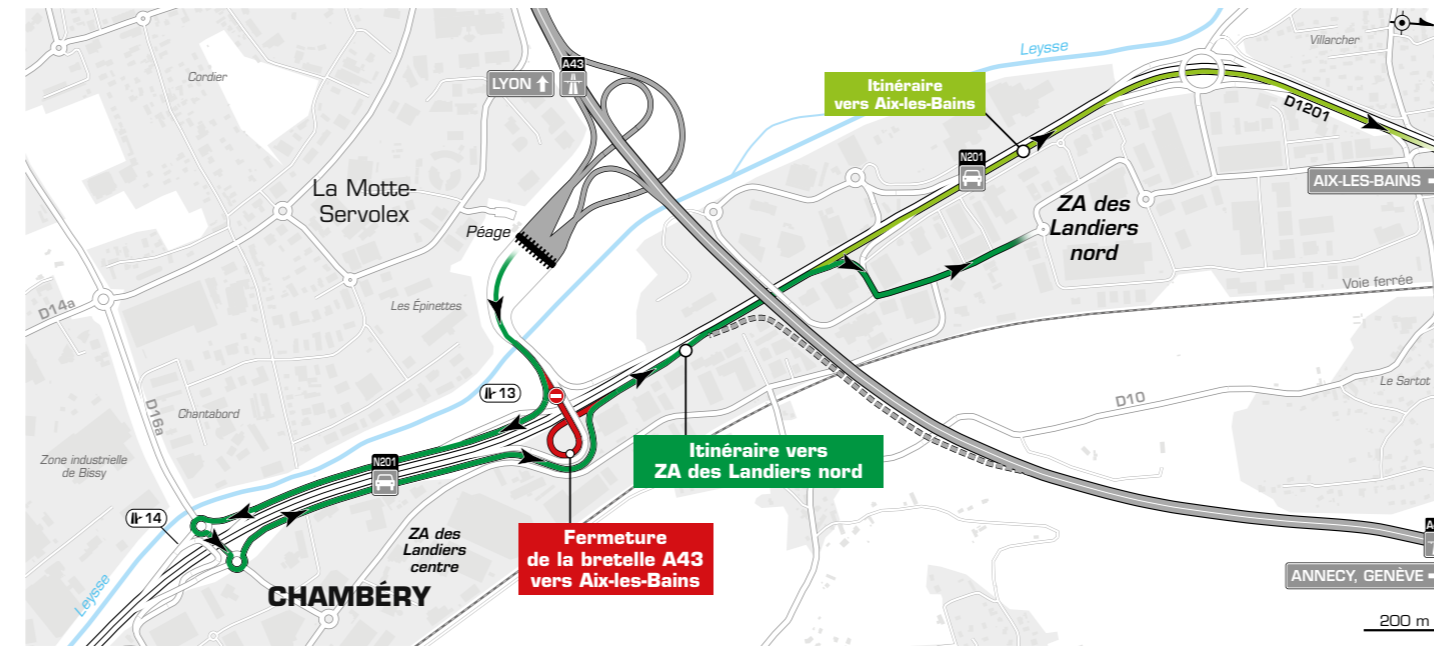 Cordier
LYON
A43
Leysse
Villarcher
Itinéraire
vers Aix-les-Bains
D1201
N201
AIX-LES-BAINS
La Motte-
Servolex
Péage
ZA des
Landiers
nord
Voie ferrée
D14a
Les Épinettes
Le Sartot
D16a
Chantabord
13
D10
Itinéraire vers
ZA des Landiers nord
Zone industrielle
de Bissy
N201
14
ZA des
Landiers
centre
Fermeture
de la bretelle A43
vers Aix-les-Bains
Leysse
CHAMBÉRY
ANNECY, GENÈVE
200 m